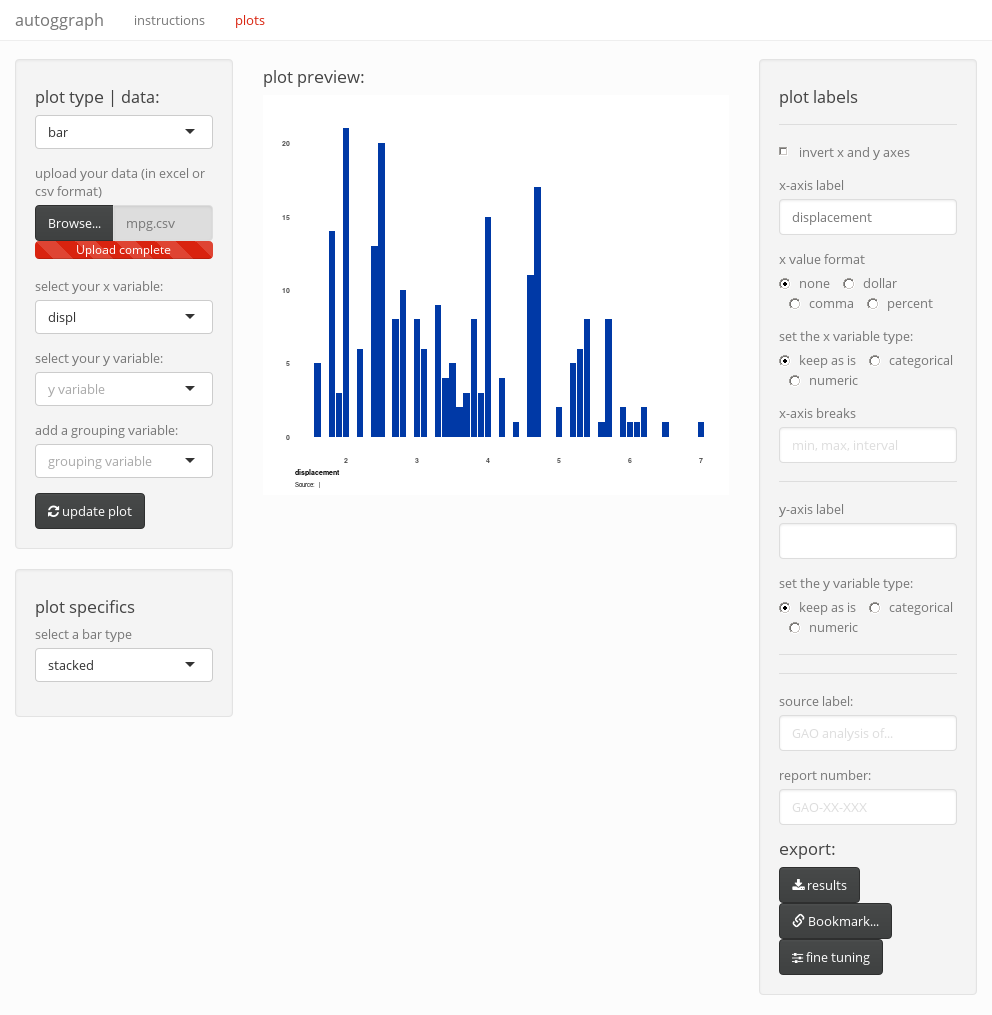 autoggraph instructions plots
plot type | data:
bar
upload your data (in excel or
csv format)
Browse... mpg.csv
Upload complete
select your x variable:
displ
select your y variable:
y variable
add a grouping variable:
grouping variable
update plot
plot specifics
select a bar type
stacked
plot preview:
20
15
10
5
0
2 3 4 5 6 7
displacement
Source: |
plot labels
invert x and y axes
x-axis label
displacement
x value format
none dollar
comma percent
set the x variable type:
keep as is categorical
numeric
x-axis breaks
min, max, interval
y-axis label
set the y variable type:
keep as is categorical
numeric
source label:
GAO analysis of...
report number:
GAO-XX-XXX
export:
results
Bookmark...
fine tuning